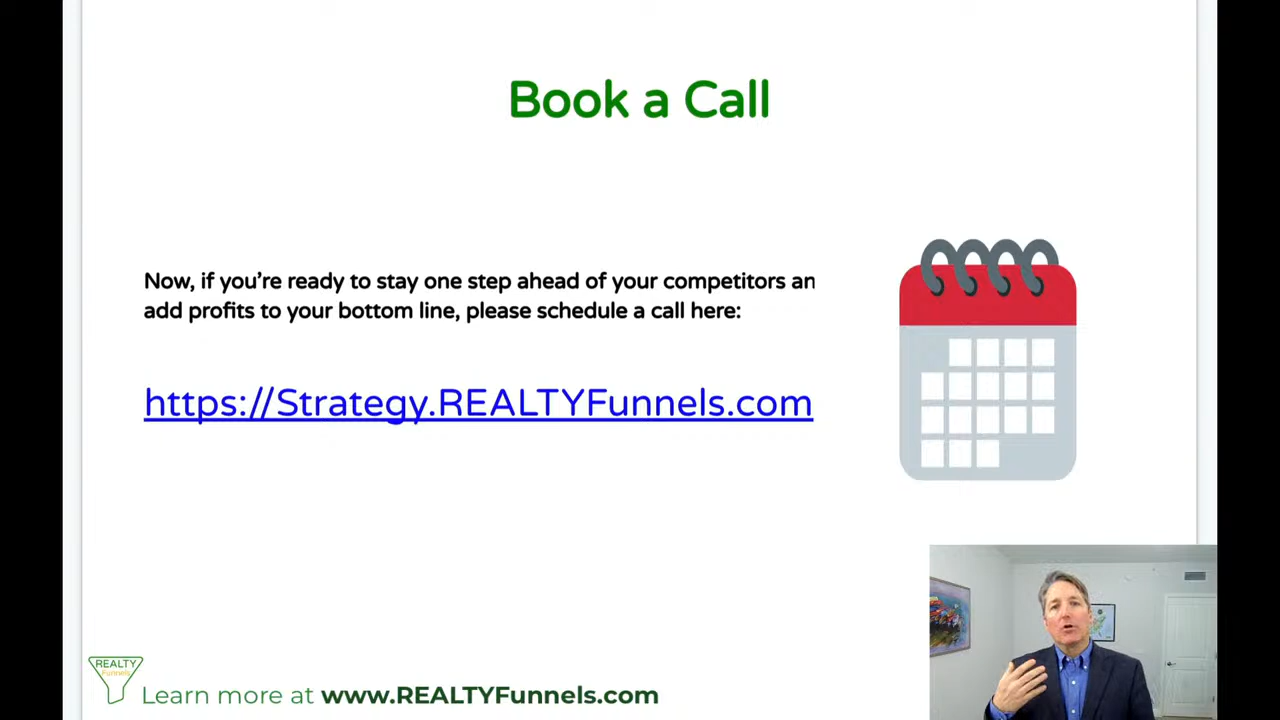 Book a Call
Now, if you're ready to stay one step ahead of your competitors an
add profits to your bottom line, please schedule a call here:
https://Strategy.REALTYFunnels.com
REALTY
Funnels
Learn more at www.REALTYFunnels.com